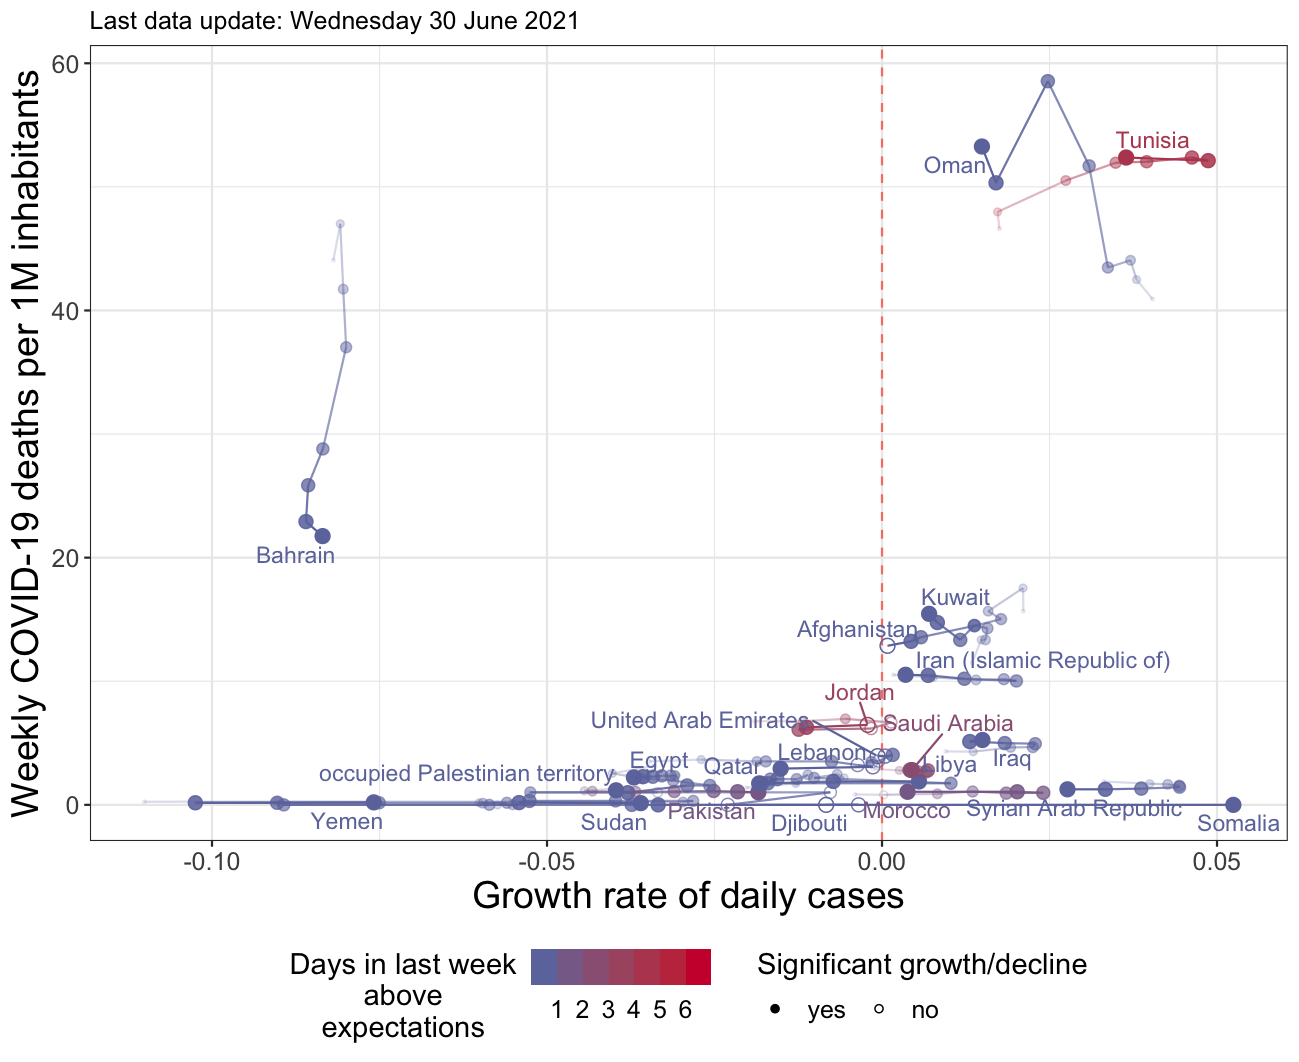 Last data update: Wednesday 30 June 2021
Weekly COVID-19 deaths per 1M inhabitants
60
40
20
0
Oman
Tunisia
Bahrain
Kuwait
Afghanistan
Iran (Islamic Republic of)
Jordan
United Arab Emirates
Saudi Arabia
Lebanon
Iraq
Egypt
Qatar
Libya
occupied Palestinian territory
Yemen
Sudan
Pakistan
Djibouti
Morocco
Syrian Arab Republic
Somalia
-0.10
-0.05
0.00
0.05
Growth rate of daily cases
Days in last week
above
expectations
1 2 3 4 5 6
Significant growth/decline
yes
no